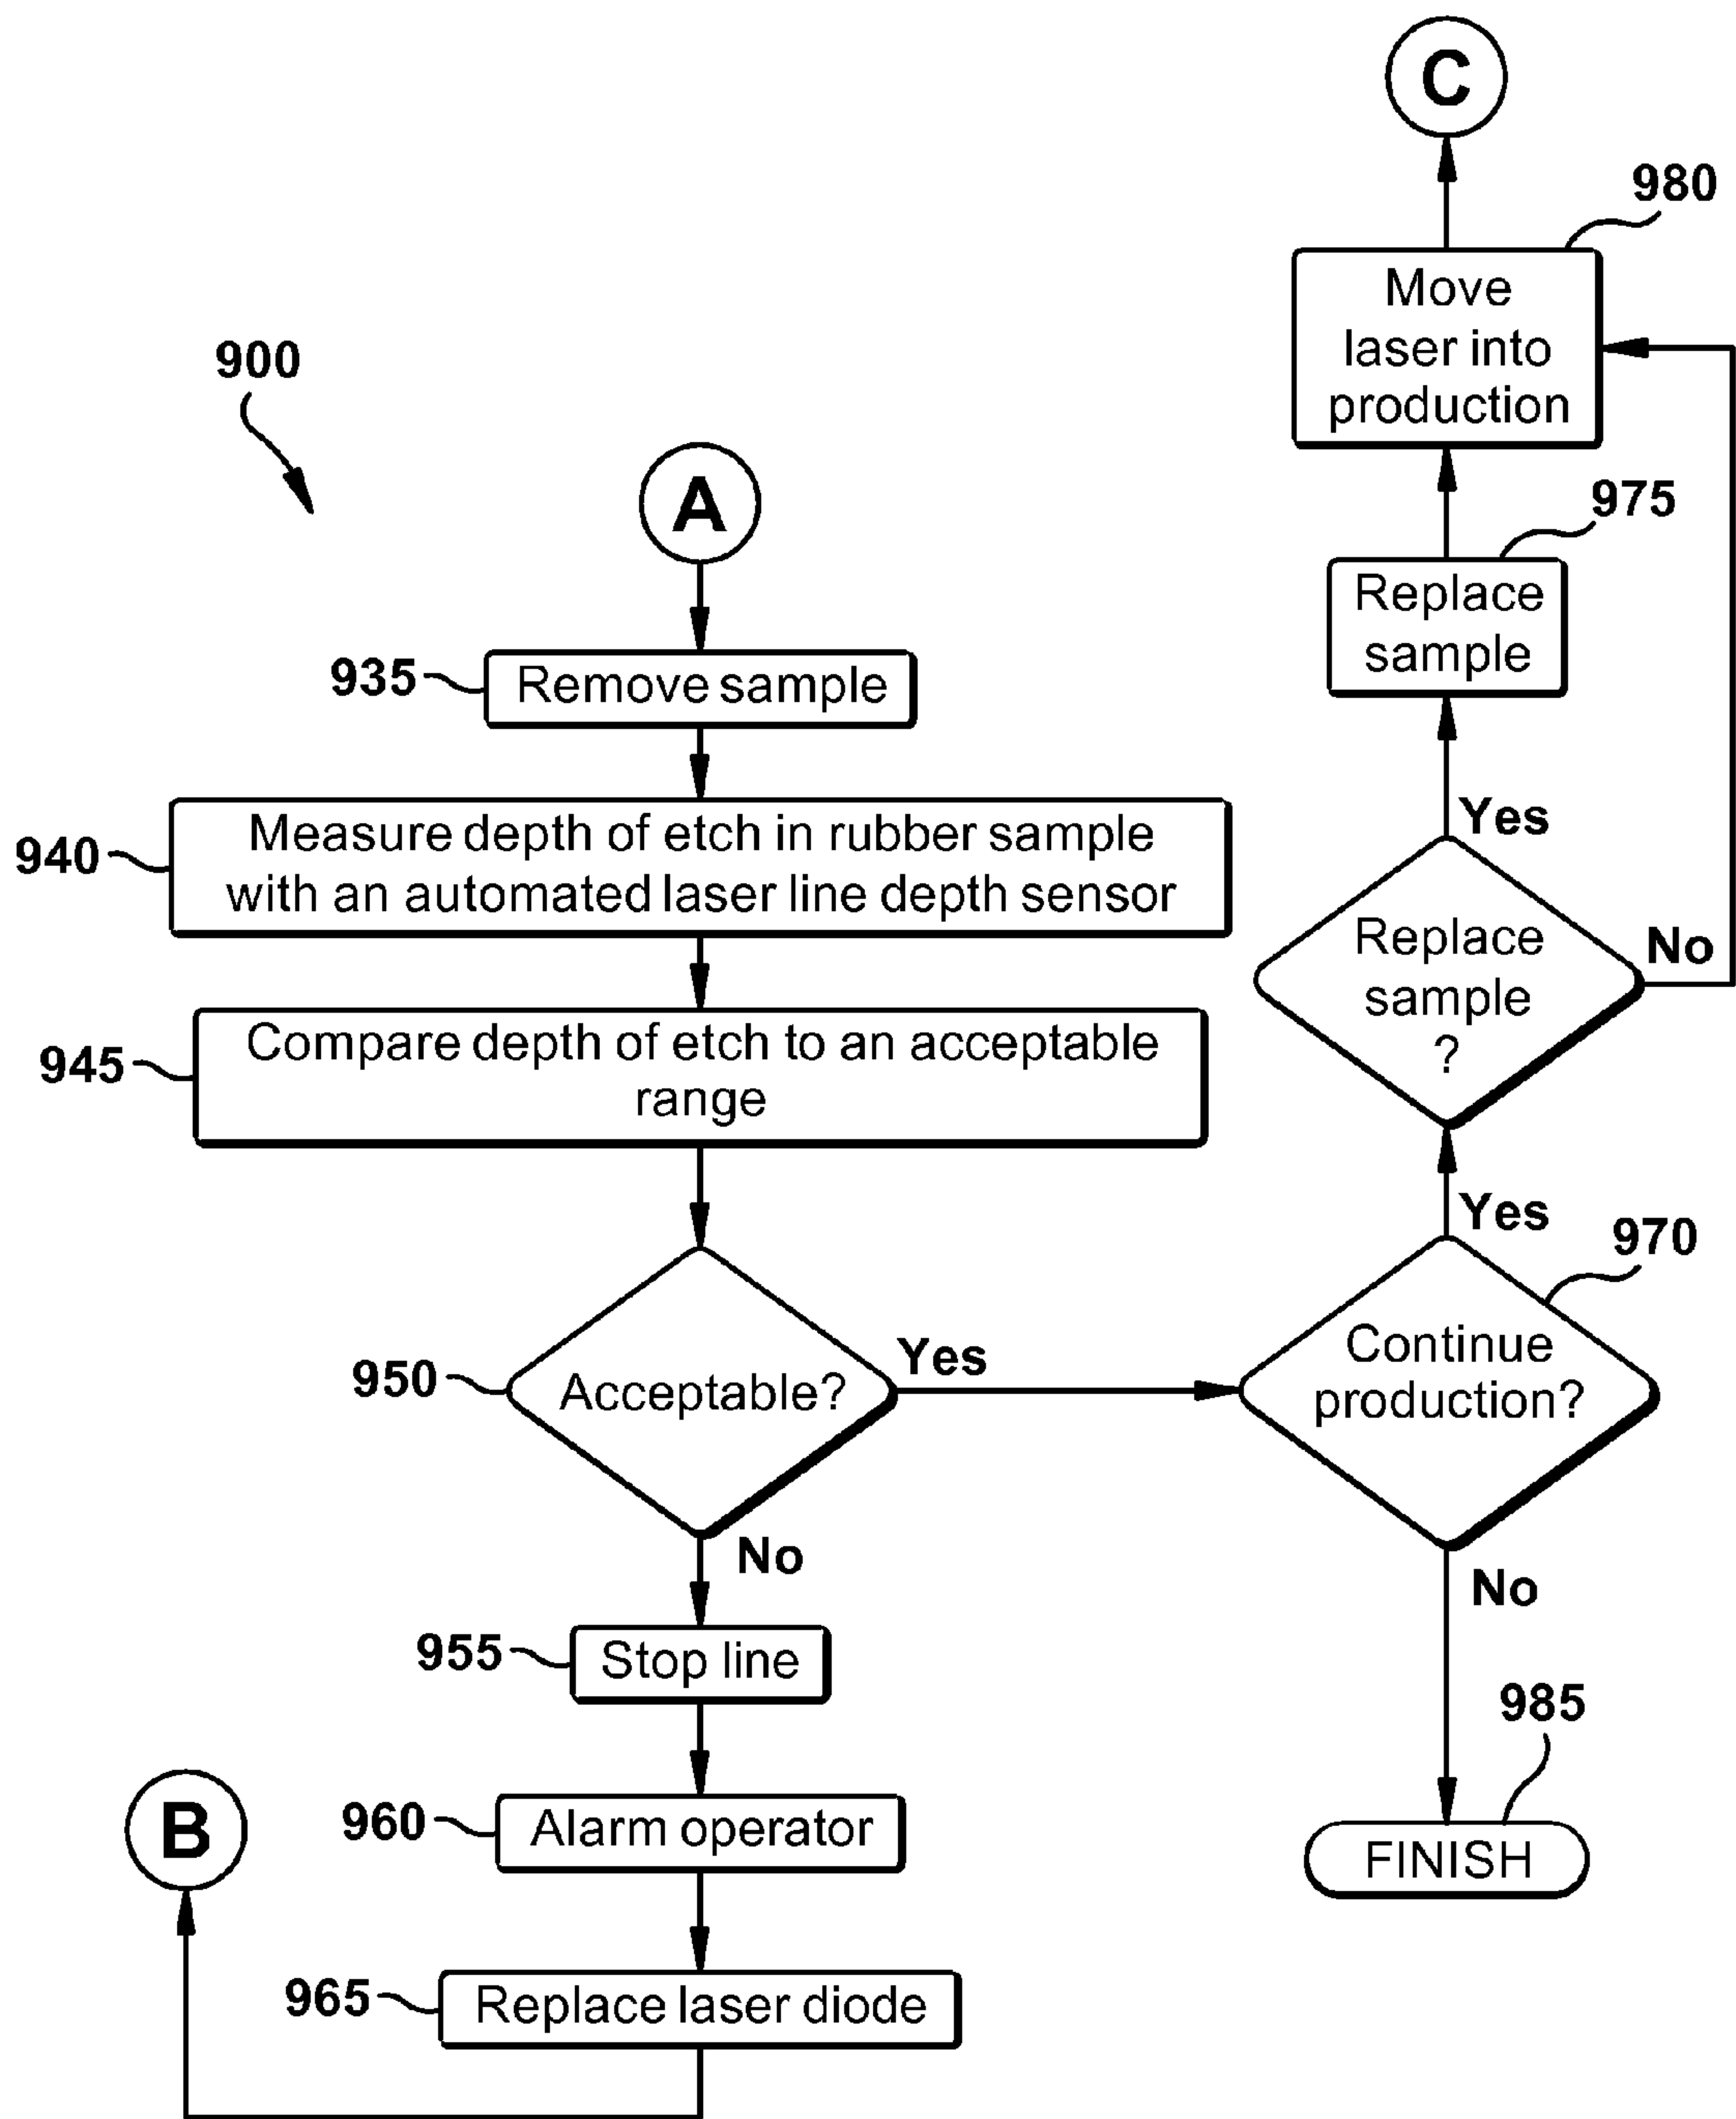 900
A
935
Remove sample
940
Measure depth of etch in rubber sample
with an automated laser line depth sensor
945
Compare depth of etch to an acceptable
range
950
Acceptable?
Yes
No
955
Stop line
960
Alarm operator
965
Replace laser diode
B
C
980
Move
laser into
production
975
Replace
sample
Yes
Replace
sample
?
No
Yes
970
Continue
production?
No
985
FINISH